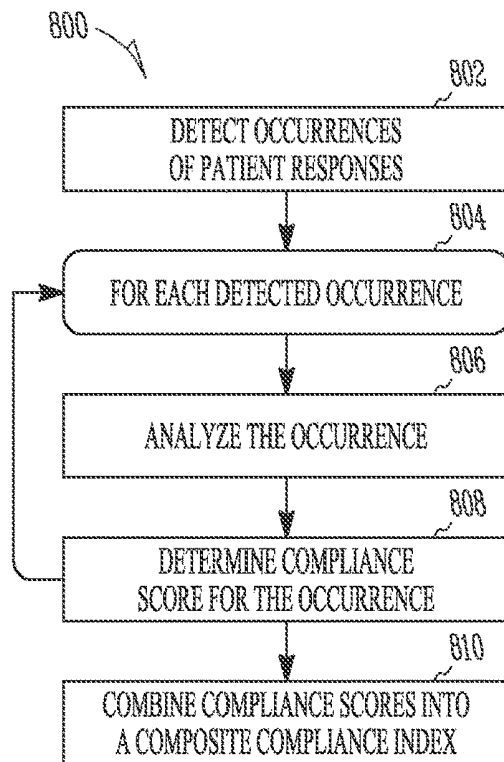 800
802
DETECT OCCURRENCES
OF PATIENT RESPONSES
804
FOR EACH DETECTED OCCURRENCE
806
ANALYZE THE OCCURRENCE
808
DETERMINE COMPLIANCE
SCORE FOR THE OCCURRENCE
810
COMBINE COMPLIANCE SCORES INTO
A COMPOSITE COMPLIANCE INDEX